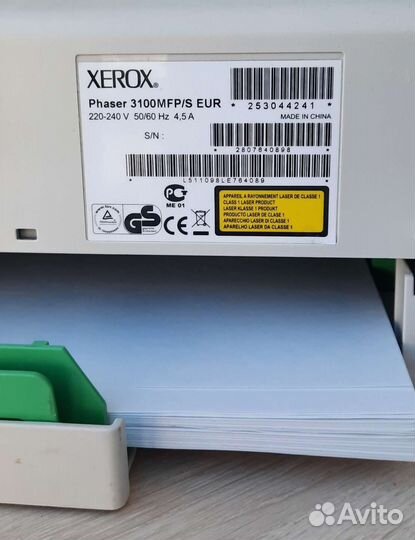 XEROX®
Phaser 3100MFP/S EUR
220-240 V 50/60 Hz 4,5 A
*253044241*
MADE IN CHINA
S/N :
*2807640898*
L511098LE764089
ME 01
GS
CE
APPAREIL A RAYONNEMENT LASER DE CLASSE 1
CLASS 1 LASER PRODUCT
LASER KLASSE 1 PRODUKT
PRODUCTO DE LASER DE CLASE 1
APPARECCHIO LASER DI CLASSE 1
APARELHO LASER DA CLASSE 1
Avito